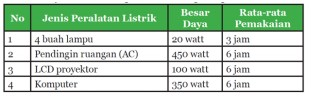 No Jenis Peralatan Listrik Besar Daya Rata-rata Pemakaian
1 4 buah lampu 20 watt 3 jam
2 Pendingin ruangan (AC) 450 watt 6 jam
3 LCD proyektor 100 watt 6 jam
4 Komputer 350 watt 6 jam